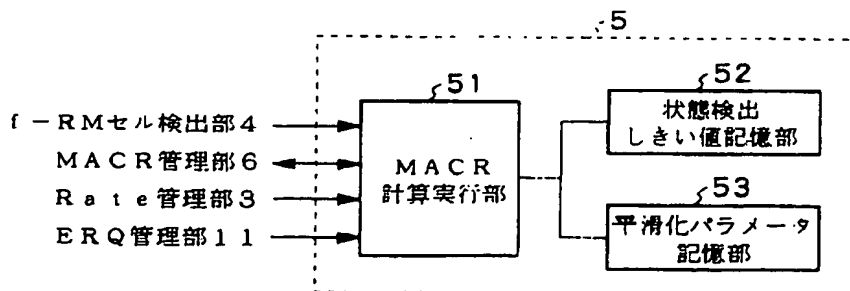 5
f－RMセル検出部4
MACR管理部6
Rate管理部3
ERQ管理部11
51
MACR
計算実行部
52
状態検出
しきい値記憶部
53
平滑化パラメータ
記憶部